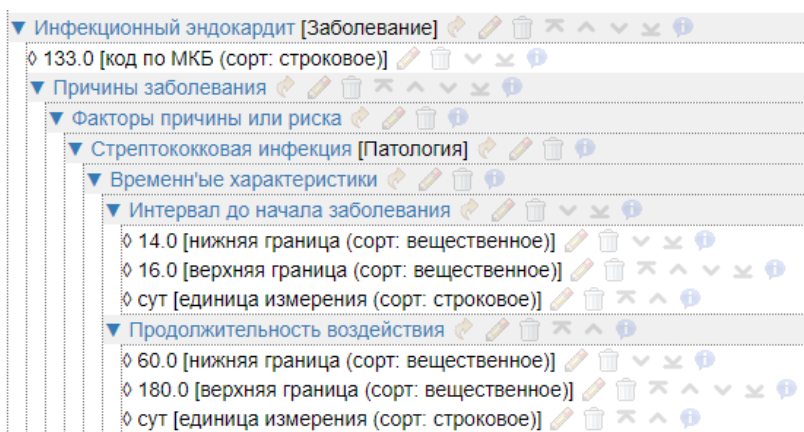 ▼ Инфекционный эндокардит [Заболевание]
◊ 133.0 [код по МКБ (сорт: строковое)]
▼ Причины заболевания
▼ Факторы причины или риска
▼ Стрептококковая инфекция [Патология]
▼ Временн'ые характеристики
▼ Интервал до начала заболевания
◊ 14.0 [нижняя граница (сорт: вещественное)]
◊ 16.0 [верхняя граница (сорт: вещественное)]
◊ сут [единица измерения (сорт: строковое)]
▼ Продолжительность воздействия
◊ 60.0 [нижняя граница (сорт: вещественное)]
◊ 180.0 [верхняя граница (сорт: вещественное)]
◊ сут [единица измерения (сорт: строковое)]